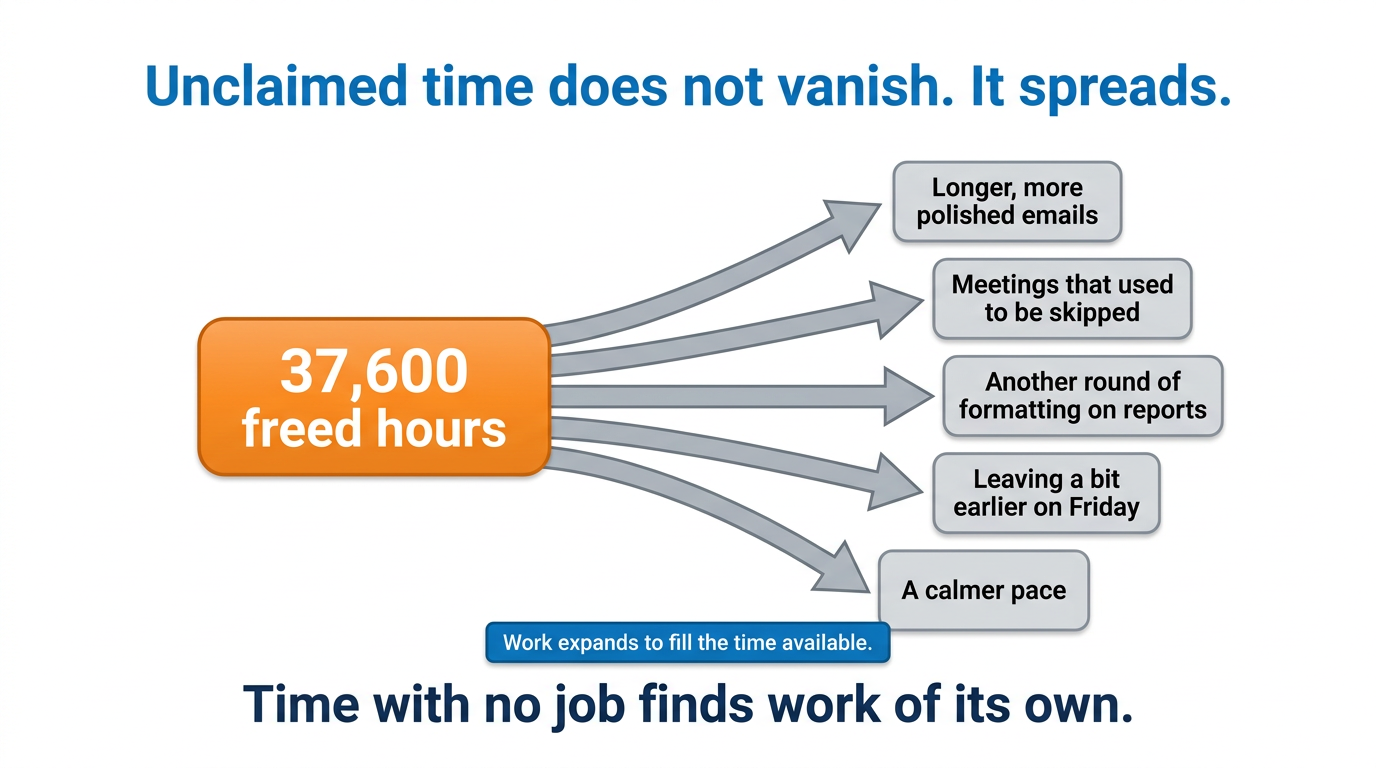 Unclaimed time does not vanish. It spreads.
37,600
freed hours
Longer, more
polished emails
Meetings that used
to be skipped
Another round of
formatting on reports
Leaving a bit
earlier on Friday
A calmer pace
Work expands to fill the time available.
Time with no job finds work of its own.